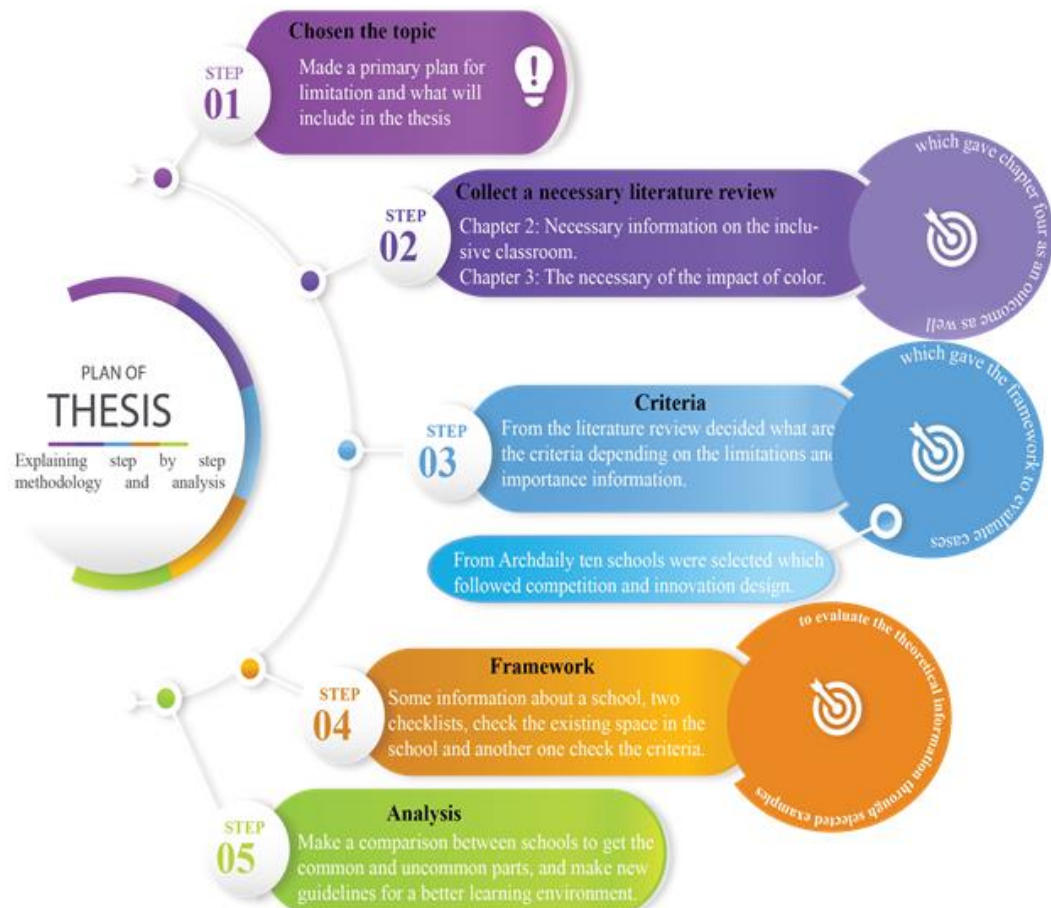 Chosen the topic
STEP
01
Made a primary plan for
limitation and what will
include in the thesis
Collect a necessary literature review
STEP
02
Chapter 2: Necessary information on the inclu-
sive classroom.
Chapter 3: The necessary of the impact of color.
which gave chapter four as an outcome as well
PLAN OF
THESIS
Explaining step by step
methodology and analysis
Criteria
STEP
03
From the literature review decided what are
the criteria depending on the limitations and
importance information.
which gave the framework to evaluate cases
From Archdaily ten schools were selected which
followed competition and innovation design.
Framework
STEP
04
Some information about a school, two
checklists, check the existing space in the
school and another one check the criteria.
to evaluate the theoretical information through selected examples
Analysis
STEP
05
Make a comparison between schools to get the
common and uncommon parts, and make new
guidelines for a better learning environment.